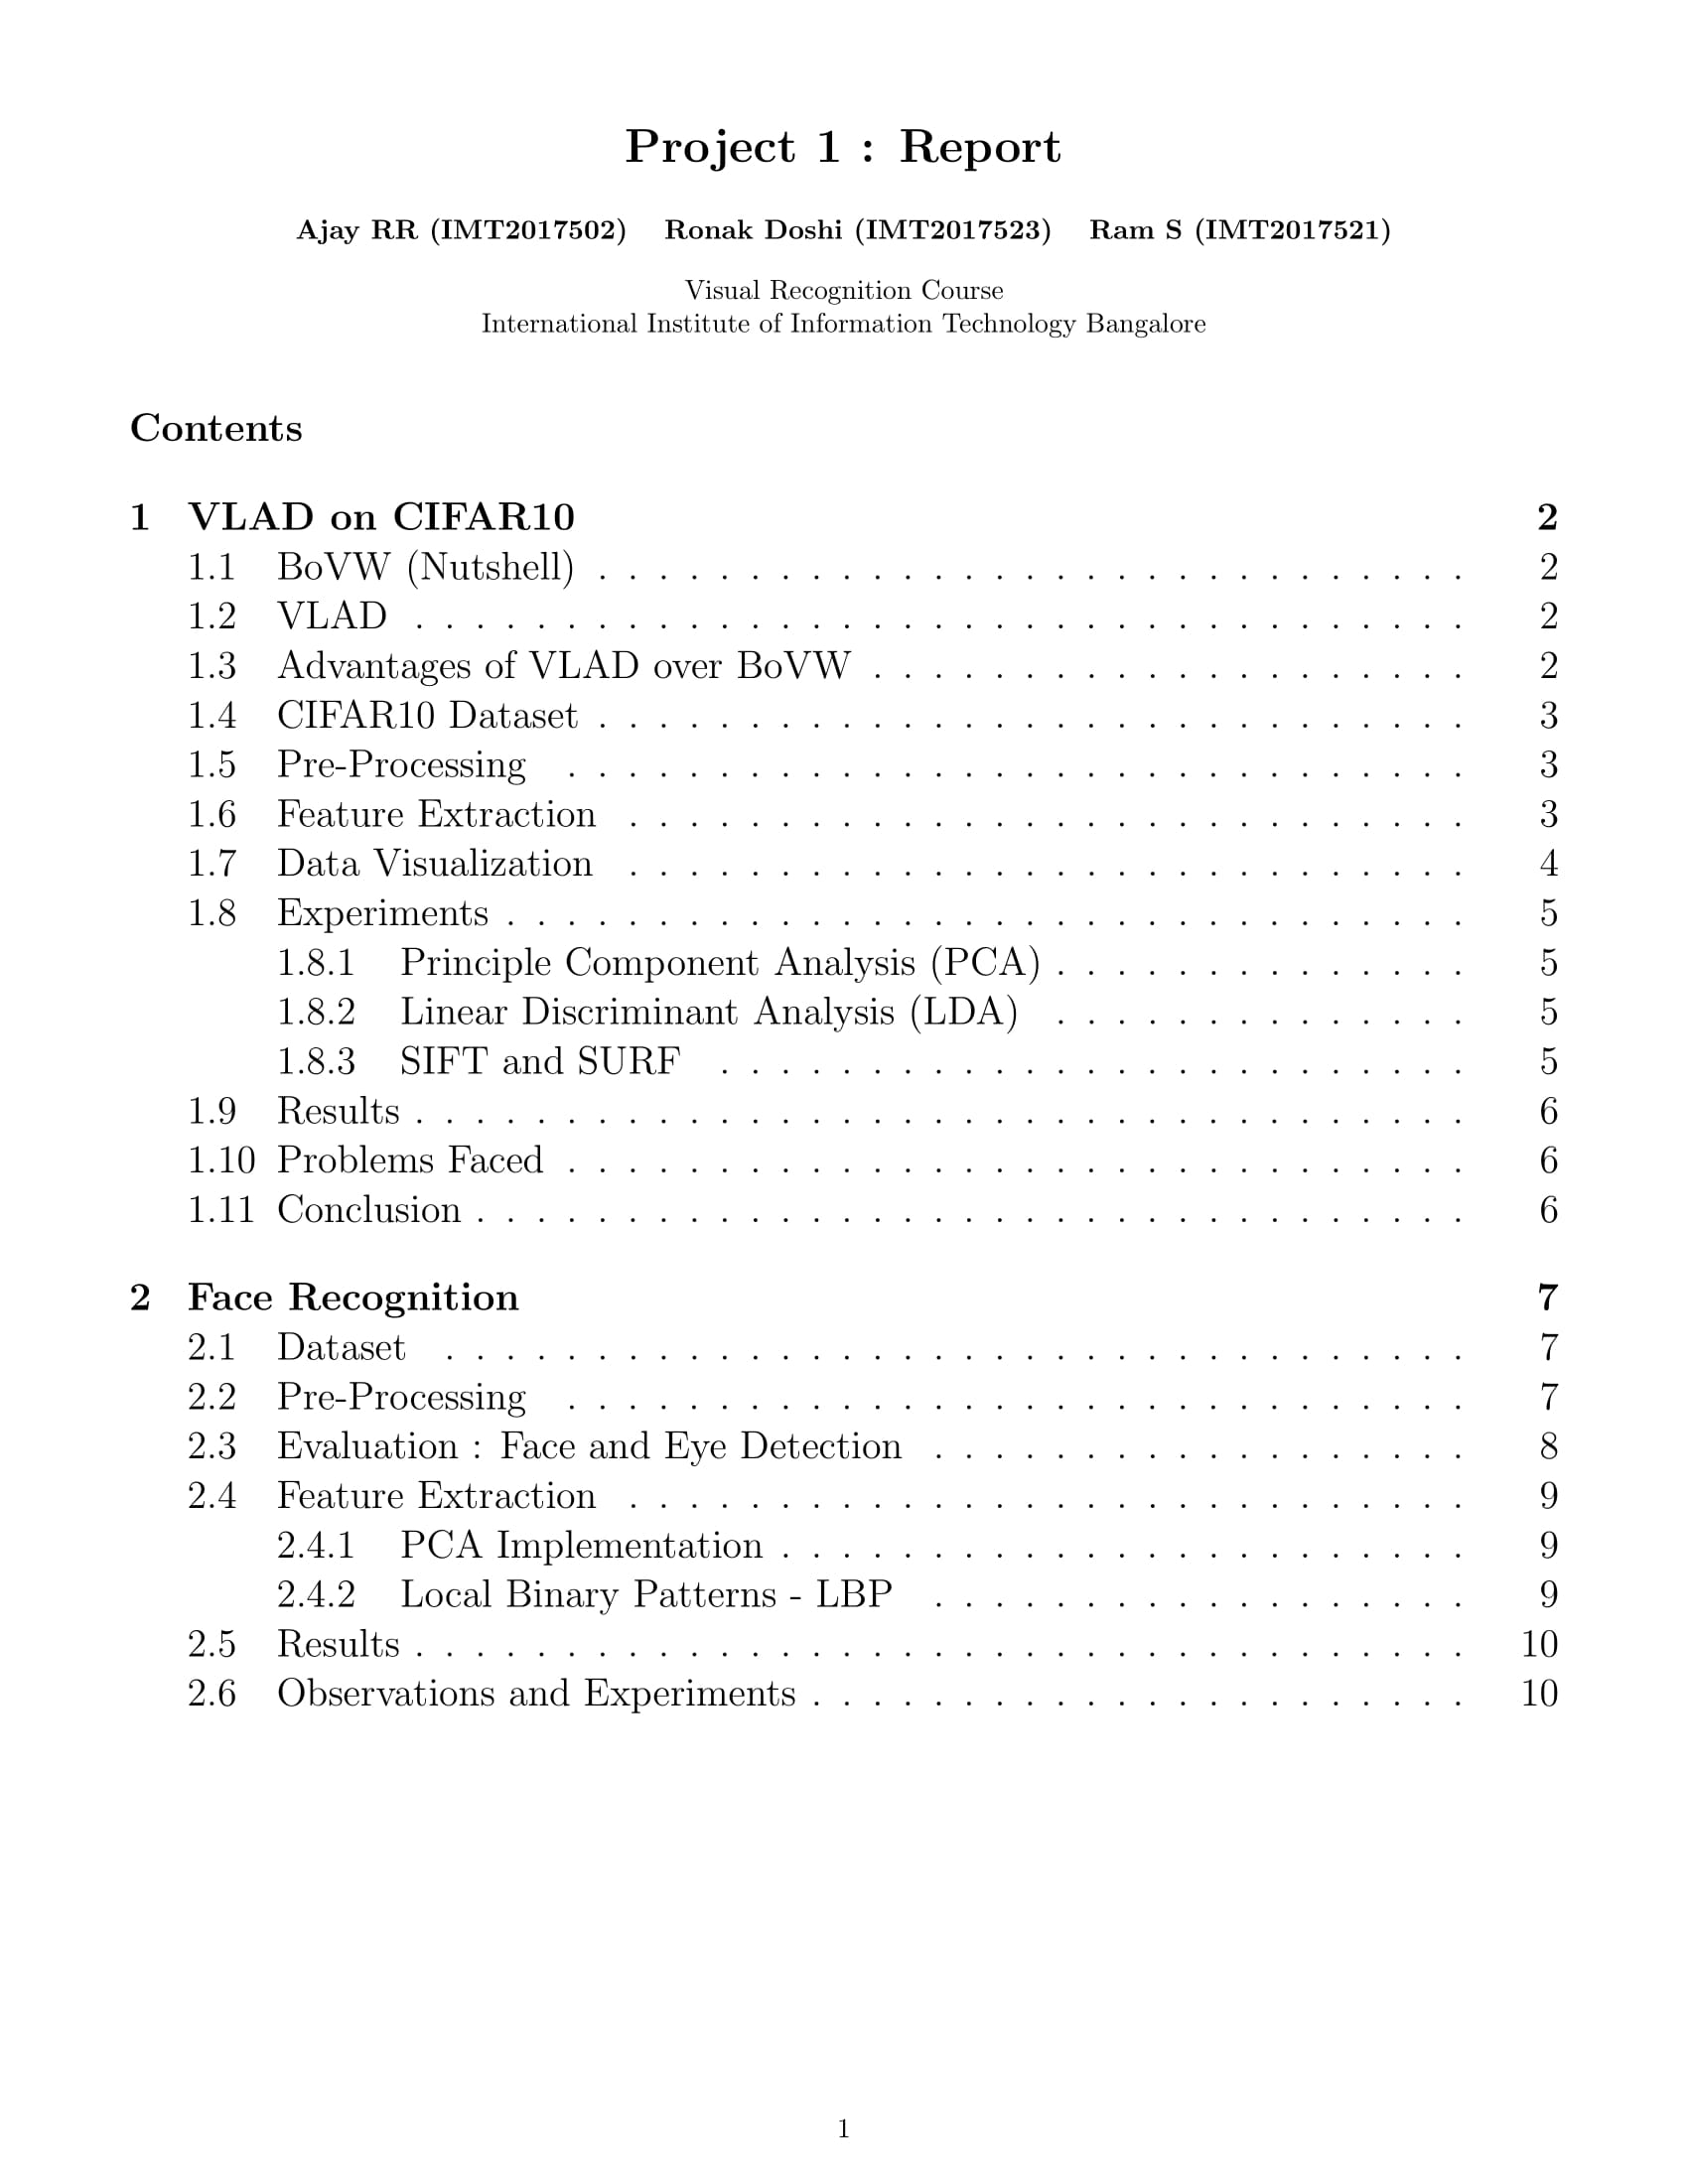 Project 1 : Report
Ajay RR (IMT2017502) Ronak Doshi (IMT2017523) Ram S (IMT2017521)
Visual Recognition Course
International Institute of Information Technology Bangalore
Contents
1 VLAD on CIFAR10 2
1.1 BoVW (Nutshell) . . . . . . . . . . . . . . . . . . . . . . . . . . . . . 2
1.2 VLAD . . . . . . . . . . . . . . . . . . . . . . . . . . . . . . . . . . . 2
1.3 Advantages of VLAD over BoVW . . . . . . . . . . . . . . . . . . . . 2
1.4 CIFAR10 Dataset . . . . . . . . . . . . . . . . . . . . . . . . . . . . . 3
1.5 Pre-Processing . . . . . . . . . . . . . . . . . . . . . . . . . . . . . . 3
1.6 Feature Extraction . . . . . . . . . . . . . . . . . . . . . . . . . . . . 3
1.7 Data Visualization . . . . . . . . . . . . . . . . . . . . . . . . . . . . 4
1.8 Experiments . . . . . . . . . . . . . . . . . . . . . . . . . . . . . . . . 5
1.8.1 Principle Component Analysis (PCA) . . . . . . . . . . . . . . 5
1.8.2 Linear Discriminant Analysis (LDA) . . . . . . . . . . . . . . 5
1.8.3 SIFT and SURF . . . . . . . . . . . . . . . . . . . . . . . . . 5
1.9 Results . . . . . . . . . . . . . . . . . . . . . . . . . . . . . . . . . . . 6
1.10 Problems Faced . . . . . . . . . . . . . . . . . . . . . . . . . . . . . . 6
1.11 Conclusion . . . . . . . . . . . . . . . . . . . . . . . . . . . . . . . . . 6
2 Face Recognition 7
2.1 Dataset . . . . . . . . . . . . . . . . . . . . . . . . . . . . . . . . . . 7
2.2 Pre-Processing . . . . . . . . . . . . . . . . . . . . . . . . . . . . . . 7
2.3 Evaluation : Face and Eye Detection . . . . . . . . . . . . . . . . . . 8
2.4 Feature Extraction . . . . . . . . . . . . . . . . . . . . . . . . . . . . 9
2.4.1 PCA Implementation . . . . . . . . . . . . . . . . . . . . . . . 9
2.4.2 Local Binary Patterns - LBP . . . . . . . . . . . . . . . . . . 9
2.5 Results . . . . . . . . . . . . . . . . . . . . . . . . . . . . . . . . . . . 10
2.6 Observations and Experiments . . . . . . . . . . . . . . . . . . . . . . 10
1